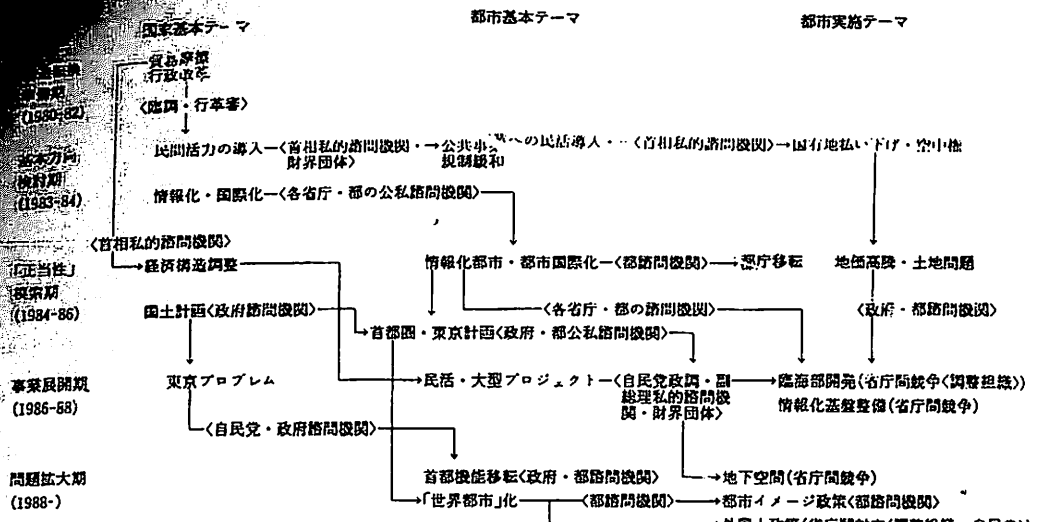 国家基本テーマ
都市基本テーマ
都市実施テーマ
貿易摩擦
行政改革
(1980-82)
〈臨調・行革審〉
基本方向
検討期
(1983-84)
民間活力の導入―〈首相私的諮問機関・
財界団体〉
→公共事業への民活導入・
規制緩和
〈首相私的諮問機関〉→国有地払い下げ・空中権
情報化・国際化―〈各省庁・都の公私諮問機関〉
〈首相私的諮問機関〉
「正当性」
模索期
(1984-86)
経済構造調整
情報化都市・都市国際化―〈都諮問機関〉→都庁移転
地価高騰・土地問題
国土計画〈政府諮問機関〉
〈各省庁・都の諮問機関〉
〈政府・都諮問機関〉
首都圏・東京計画〈政府・都公私諮問機関〉
事業展開期
(1986-88)
東京プロブレム
民活・大型プロジェクト―〈自民党政調・副
総理私的諮問機
関・財界団体〉
→臨海部開発(省庁間競争〈調整組織〉)
情報化基盤整備(省庁間競争)
〈自民党・政府諮問機関〉
問題拡大期
(1988-)
首都機能移転〈政府・都諮問機関〉
→地下空間(省庁間競争)
「世界都市」化―〈都諮問機関〉→都市イメージ政策〈都諮問機関〉